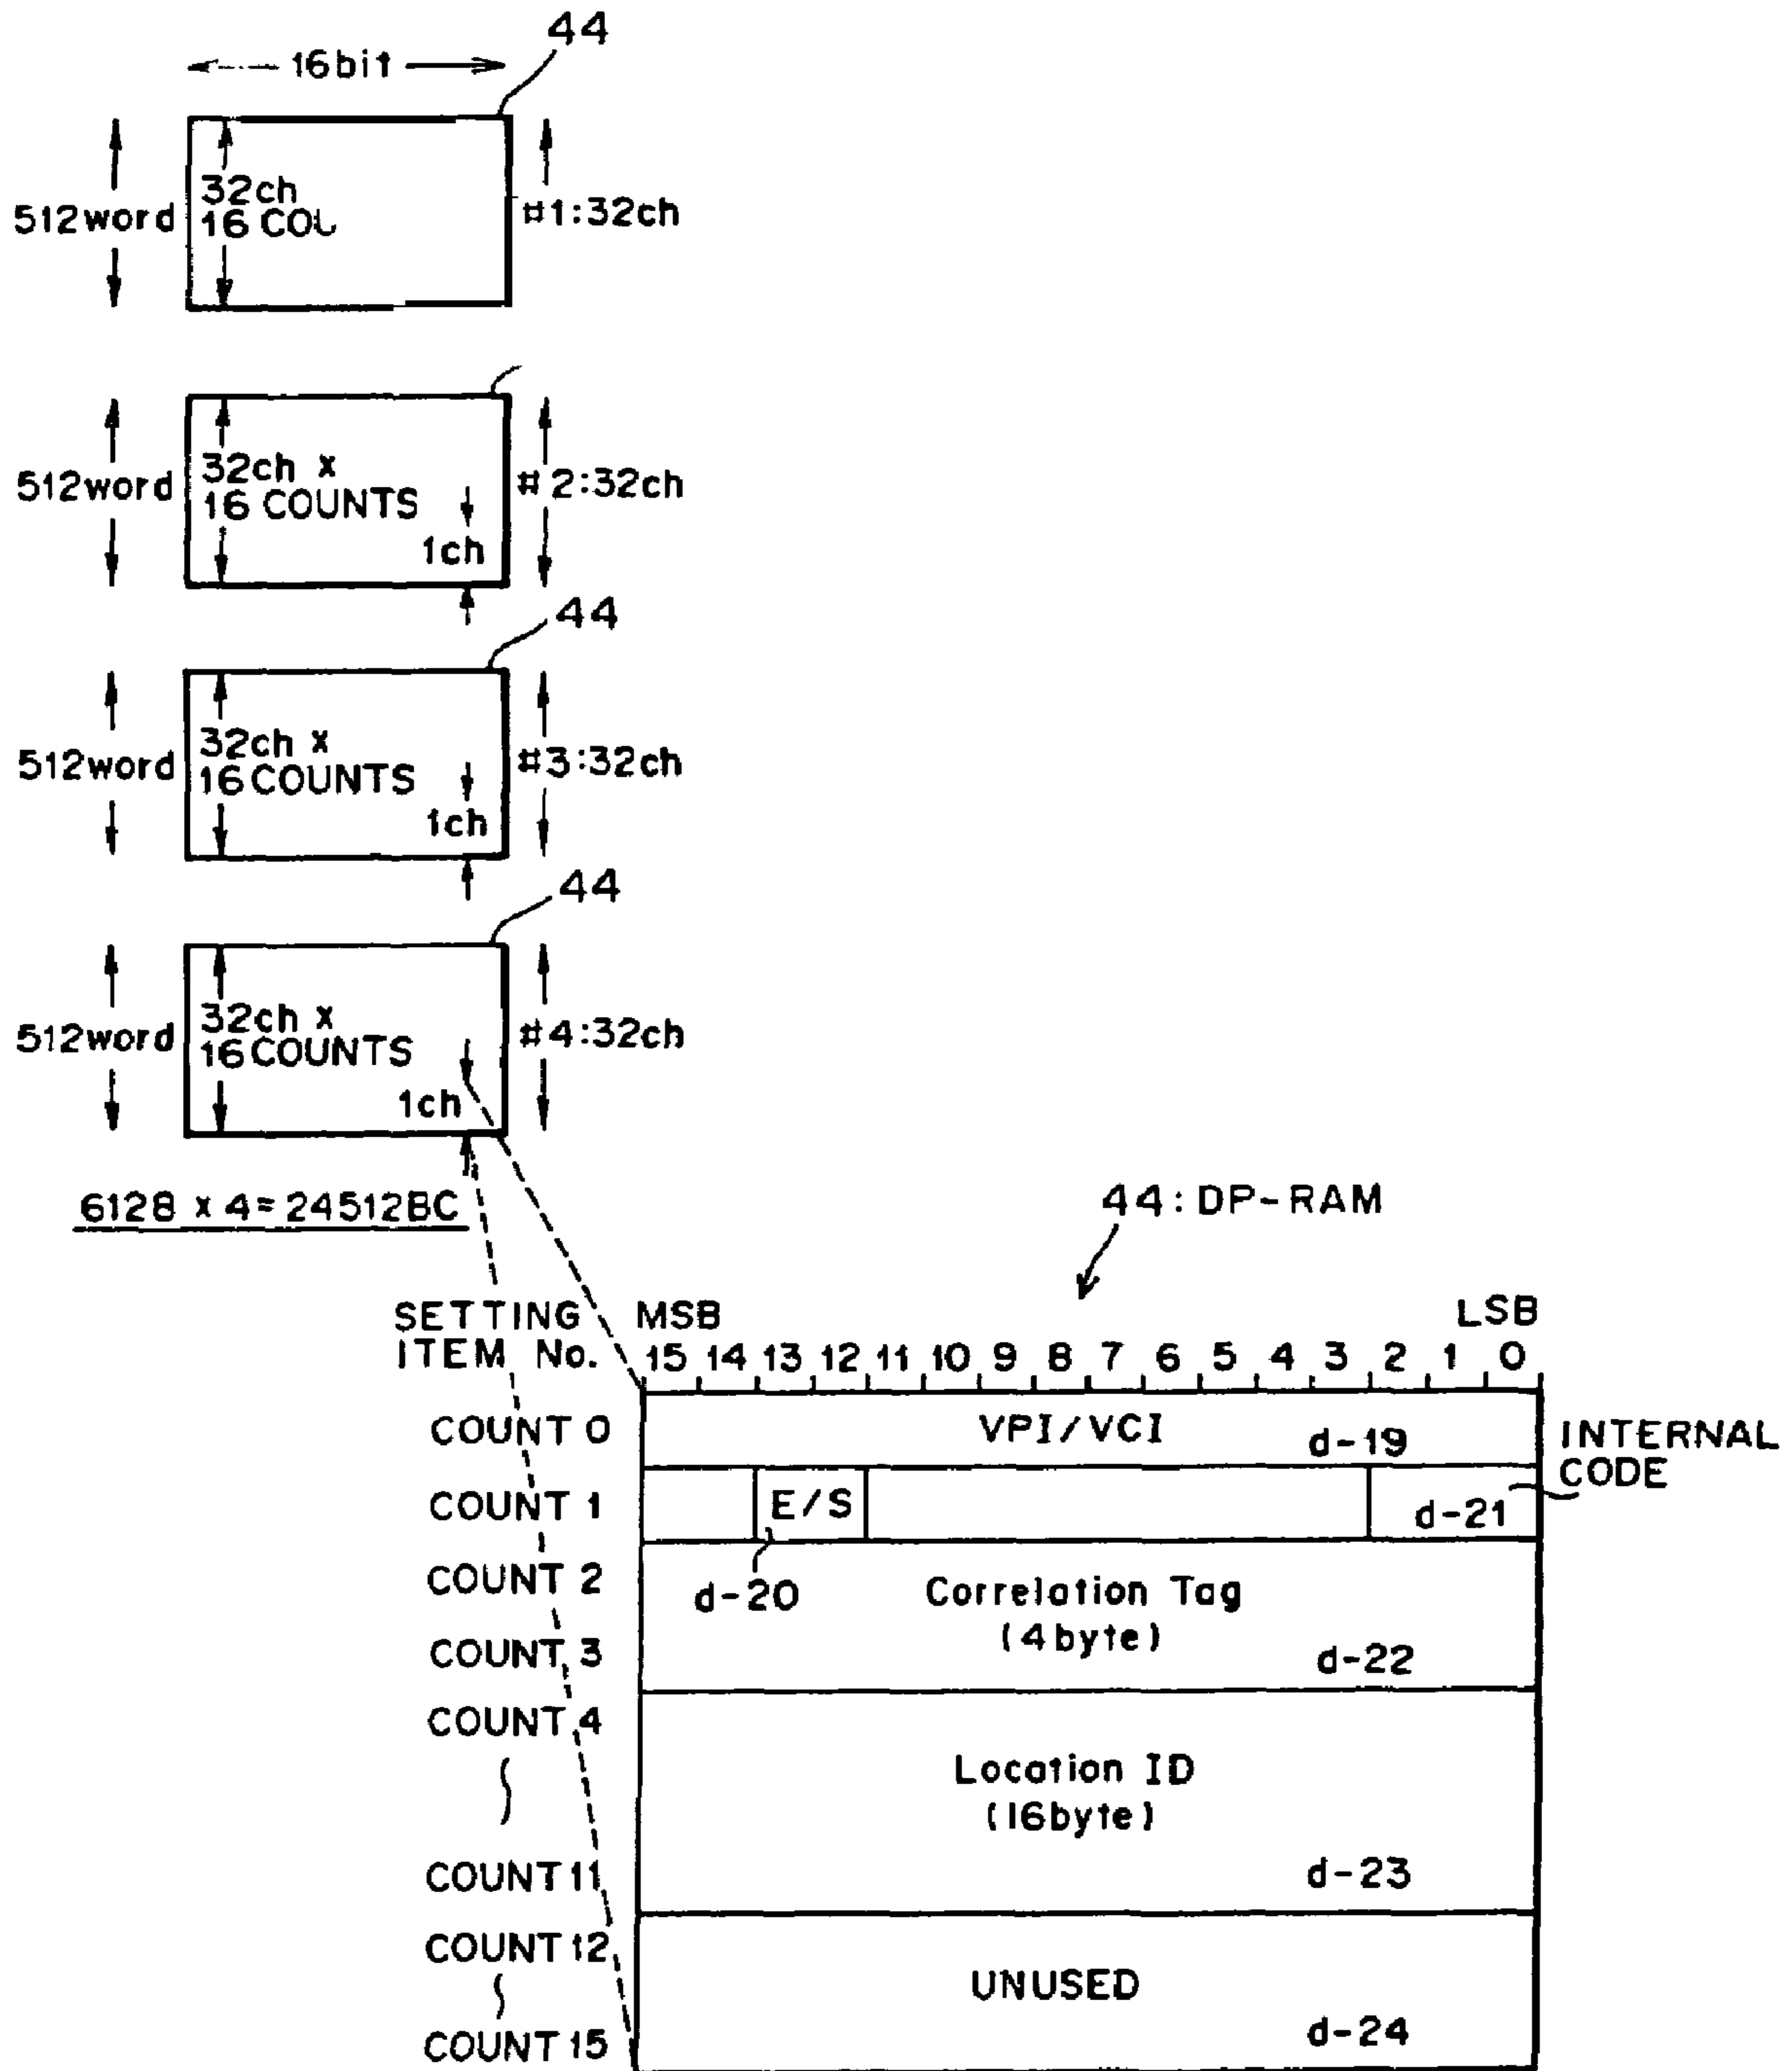 44
16bit
512word
32ch
16 COU
#1:32ch
512word
32ch x
16 COUNTS
1ch
#2:32ch
44
512word
32ch x
16 COUNTS
1ch
#3:32ch
44
512word
32ch x
16 COUNTS
1ch
#4:32ch
6128 x 4=24512BC
44:DP-RAM
SETTING ITEM No.
MSB LSB
15 14 13 12 11 10 9 8 7 6 5 4 3 2 1 0
COUNT 0 VPI/VCI d-19
INTERNAL CODE
COUNT 1 E/S d-21
COUNT 2 d-20 Correlation Tag
(4byte)
COUNT 3 d-22
COUNT 4
Location ID
(16byte)
COUNT 11 d-23
COUNT 12
UNUSED
COUNT 15 d-24